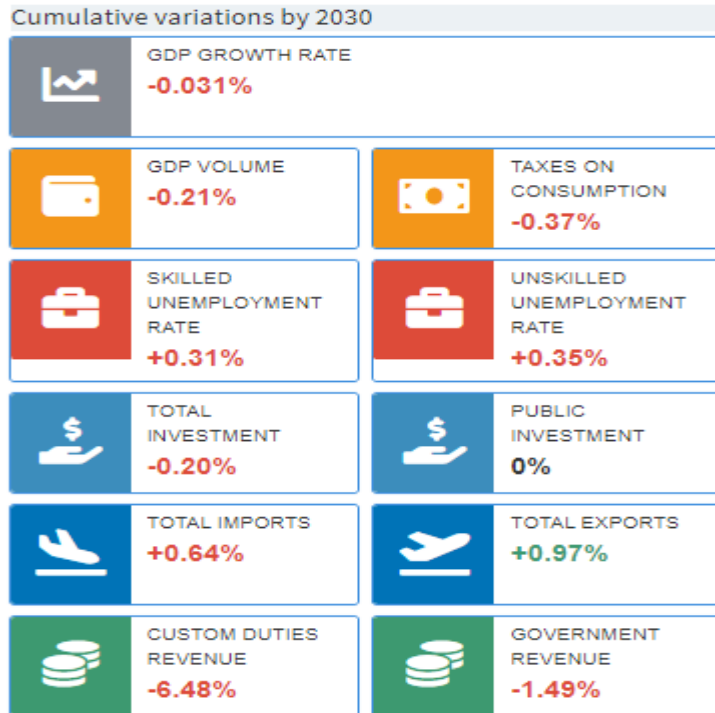 Cumulative variations by 2030
GDP GROWTH RATE
-0.031%
GDP VOLUME
-0.21%
TAXES ON
CONSUMPTION
-0.37%
SKILLED
UNEMPLOYMENT
RATE
+0.31%
UNSKILLED
UNEMPLOYMENT
RATE
+0.35%
TOTAL
INVESTMENT
-0.20%
PUBLIC
INVESTMENT
0%
TOTAL IMPORTS
+0.64%
TOTAL EXPORTS
+0.97%
CUSTOM DUTIES
REVENUE
-6.48%
GOVERNMENT
REVENUE
-1.49%